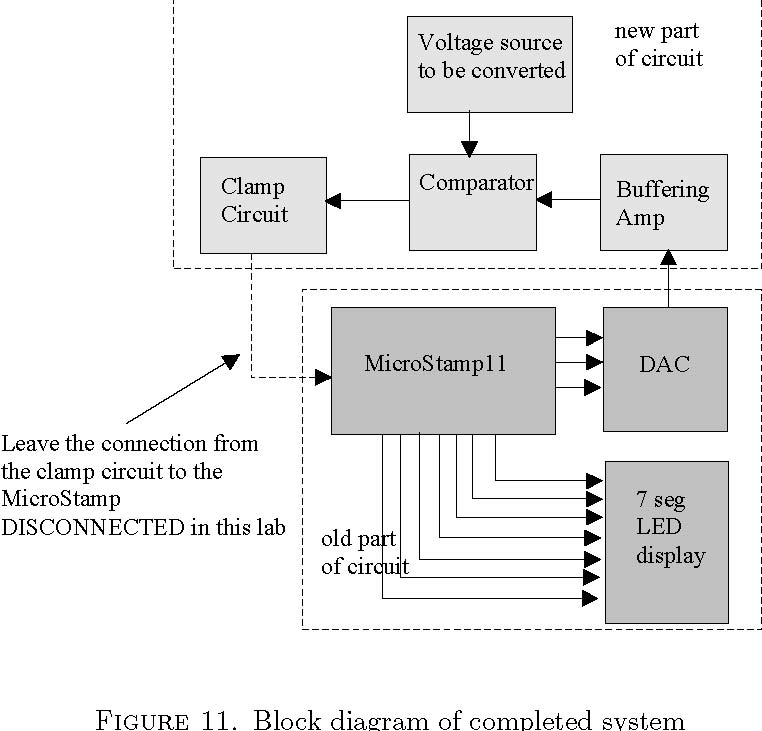 Voltage source
to be converted
new part
of circuit
Clamp
Circuit
Comparator
Buffering
Amp
MicroStamp11
DAC
Leave the connection from
the clamp circuit to the
MicroStamp
DISCONNECTED in this lab
old part
of circuit
7 seg
LED
display
FIGURE 11. Block diagram of completed system